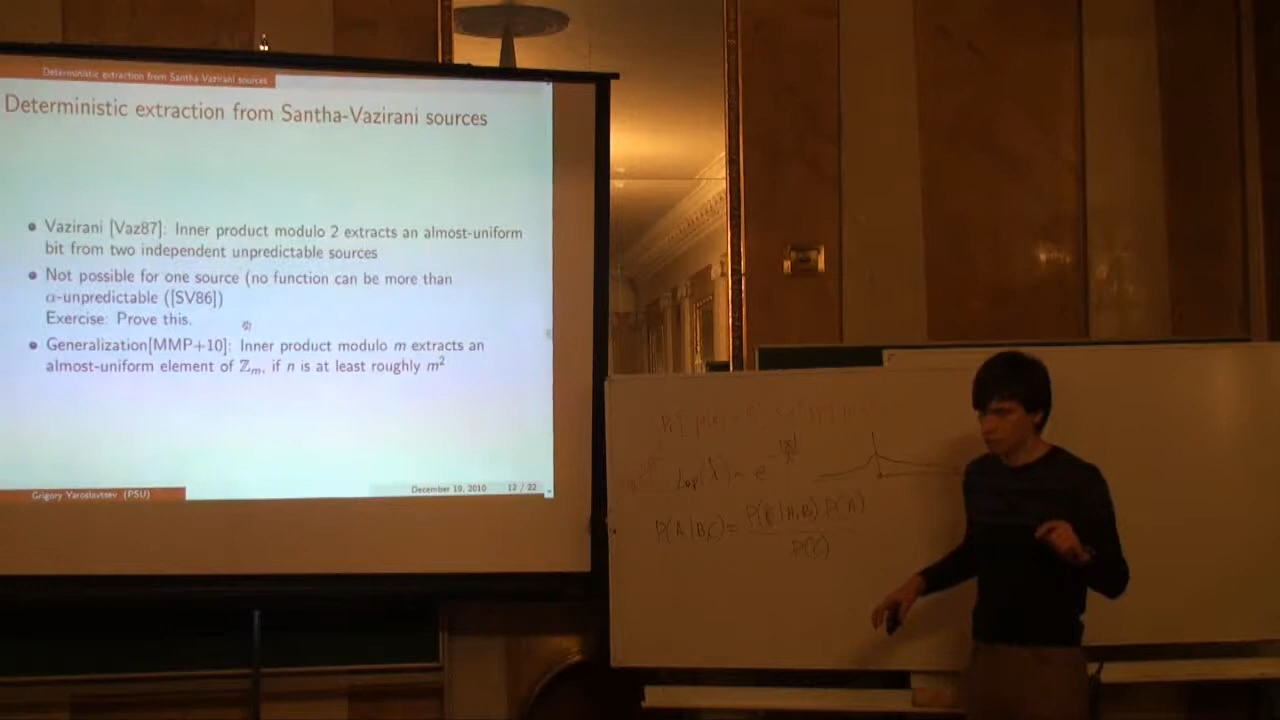 Deterministic extraction from Santha-Vazirani sources
Deterministic extraction from Santha-Vazirani sources
• Vazirani [Vaz87]: Inner product modulo 2 extracts an almost-uniform
bit from two independent unpredictable sources
• Not possible for one source (no function can be more than
α-unpredictable ([SV86])
Exercise: Prove this.
• Generalization[MMP+10]: Inner product modulo m extracts an
almost-uniform element of ℤₘ, if n is at least roughly m²
Grigory Yaroslavtsev (PSU)
December 19, 2010 12 / 22
Lap(λ) ~ e
P(A|B,C) = P(C|A,B) P(A)
P(C)